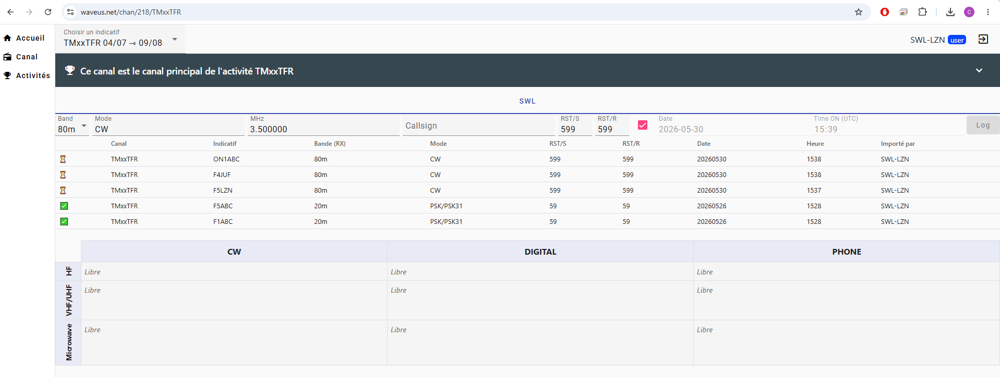 waveus.net/chan/218/TMxxTFR
C
Accueil
Canal
Activités
Choisir un indicatif
TMxxTFR 04/07 → 09/08
SWL-LZN user
Ce canal est le canal principal de l'activité TMxxTFR
SWL
Band Mode MHz RST/S RST/R Date Time ON (UTC)
80m CW 3.500000 Callsign 599 599 2026-05-30 15:39 Log
Canal Indicatif Bande (RX) Mode RST/S RST/R Date Heure Importé par
TMxxTFR ON1ABC 80m CW 599 599 20260530 1538 SWL-LZN
TMxxTFR F4JUF 80m CW 599 599 20260530 1538 SWL-LZN
TMxxTFR F5LZN 80m CW 599 599 20260530 1537 SWL-LZN
TMxxTFR F5ABC 20m PSK/PSK31 59 59 20260526 1528 SWL-LZN
TMxxTFR F1ABC 20m PSK/PSK31 59 59 20260526 1528 SWL-LZN
CW DIGITAL PHONE
HF Libre Libre Libre
VHF/UHF Libre Libre Libre
Microwave Libre Libre Libre